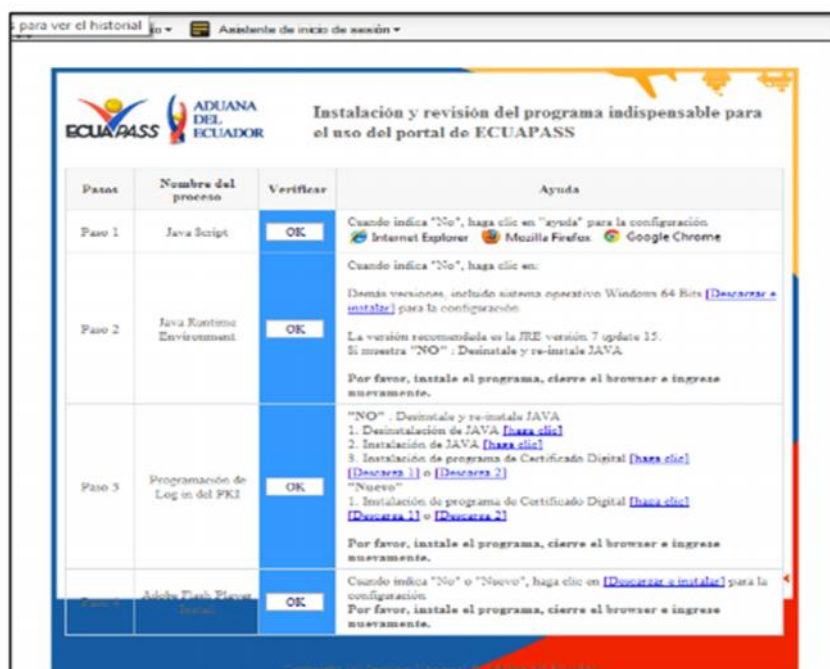 s para ver el historial
Asistente de inicio de sesión
ECUAPASS
ADUANA
DEL
ECUADOR
Instalación y revisión del programa indispensable para
el uso del portal de ECUAPASS
Pasos
Nombre del
proceso
Verificar
Ayuda
Paso 1
Java Script
OK
Cuando indica "No", haga clic en "ayuda" para la configuración
Internet Explorer Mozilla Firefox Google Chrome
Paso 2
Java Runtime
Environment
OK
Cuando indica "No", haga clic en:
Demás versiones, incluido sistema operativo Windows 64 Bits [Descargar e
instalar] para la configuración
La versión recomendada es la JRE versión 7 update 15.
Si muestra "NO" : Desinstale y re-instale JAVA
Por favor, instale el programa, cierre el browser e ingrese
nuevamente.
Paso 3
Programación de
Log in del PKI
OK
"NO" : Desinstale y re-instale JAVA
1. Desinstalación de JAVA [haga clic]
2. Instalación de JAVA [haga clic]
3. Instalación de programa de Certificado Digital [haga clic]
[Descarga 1] o [Descarga 2]
"Nuevo"
1. Instalación de programa de Certificado Digital [haga clic]
[Descarga 1] o [Descarga 2]
Por favor, instale el programa, cierre el browser e ingrese
nuevamente.
Paso 4
Adobe Flash Player
Install
OK
Cuando indica "No" o "Nuevo", haga clic en [Descargar e instalar] para la
configuración
Por favor, instale el programa, cierre el browser e ingrese
nuevamente.